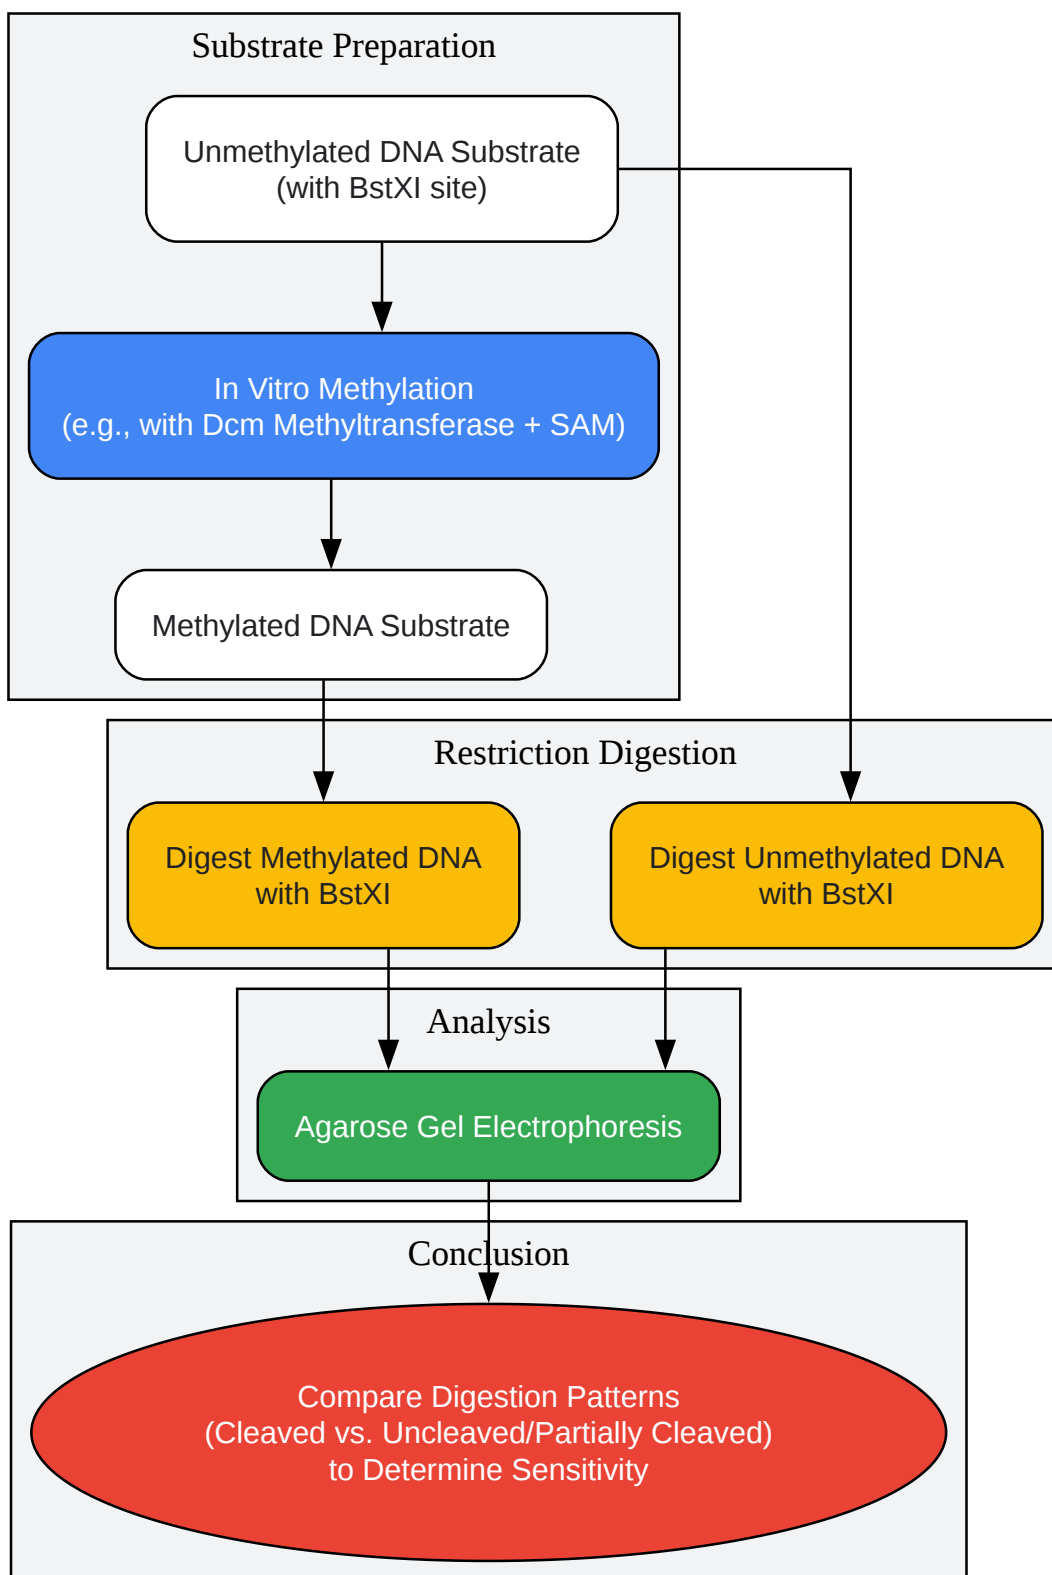 Substrate Preparation
Unmethylated DNA Substrate
(with BstXI site)
In Vitro Methylation
(e.g., with Dcm Methyltransferase + SAM)
Methylated DNA Substrate
Restriction Digestion
Digest Methylated DNA
with BstXI
Digest Unmethylated DNA
with BstXI
Analysis
Agarose Gel Electrophoresis
Conclusion
Compare Digestion Patterns
(Cleaved vs. Uncleaved/Partially Cleaved)
to Determine Sensitivity